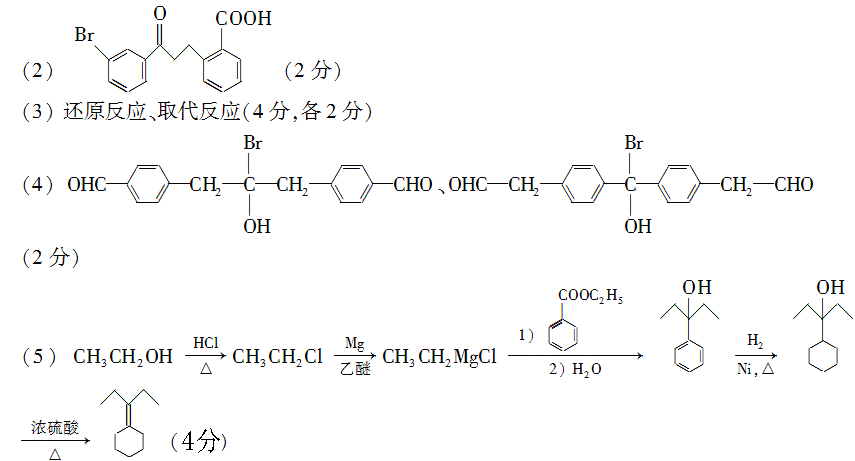 O COOH
Br
(2) (2分)
(3) 还原反应、取代反应(4分,各2分)
Br Br
(4) OHC CH₂—C—CH₂ CHO、OHC—CH₂ C CH₂—CHO
OH OH
(2分)
COOC₂H₅ OH OH
(5) CH₃CH₂OH HCl △ CH₃CH₂Cl Mg 乙醚 CH₃CH₂MgCl 1) 2) H₂O H₂ Ni,△
浓硫酸 △ (4分)